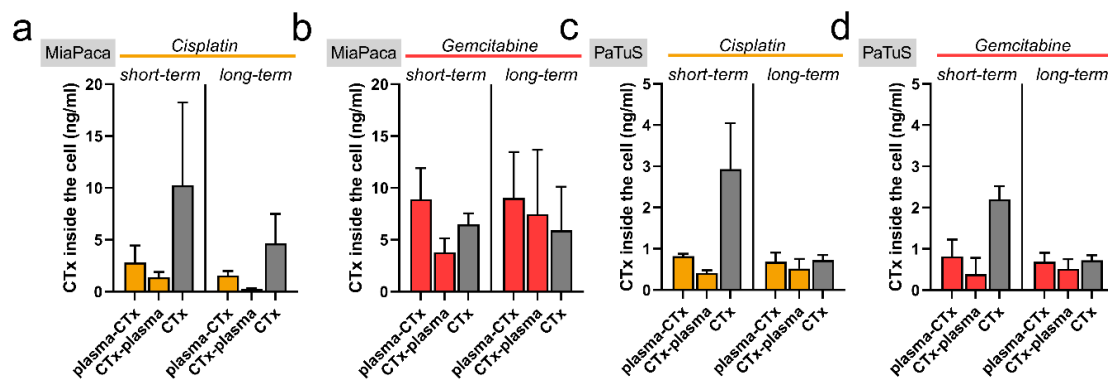 a
MiaPaca
Cisplatin
short-term long-term
CTx inside the cell (ng/ml)
20
15
10
5
0
plasma-CTx
CTx-plasma
CTx
plasma-CTx
CTx-plasma
CTx
b
MiaPaca
Gemcitabine
short-term long-term
CTx inside the cell (ng/ml)
20
15
10
5
0
plasma-CTx
CTx-plasma
CTx
plasma-CTx
CTx-plasma
CTx
c
PaTuS
Cisplatin
short-term long-term
CTx inside the cell (ng/ml)
5
4
3
2
1
0
plasma-CTx
CTx-plasma
CTx
plasma-CTx
CTx-plasma
CTx
d
PaTuS
Gemcitabine
short-term long-term
CTx inside the cell (ng/ml)
5
4
3
2
1
0
plasma-CTx
CTx-plasma
CTx
plasma-CTx
CTx-plasma
CTx